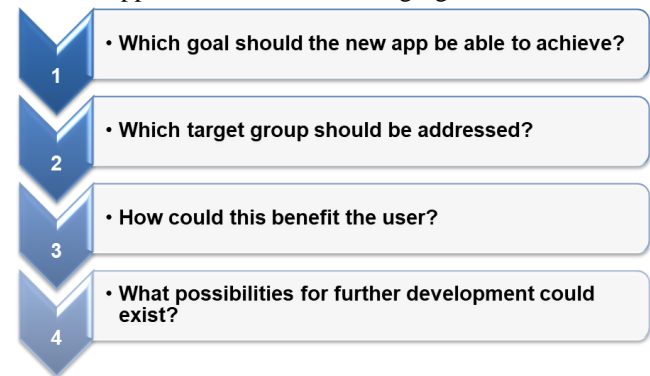 1
• Which goal should the new app be able to achieve?
2
• Which target group should be addressed?
3
• How could this benefit the user?
4
• What possibilities for further development could
exist?